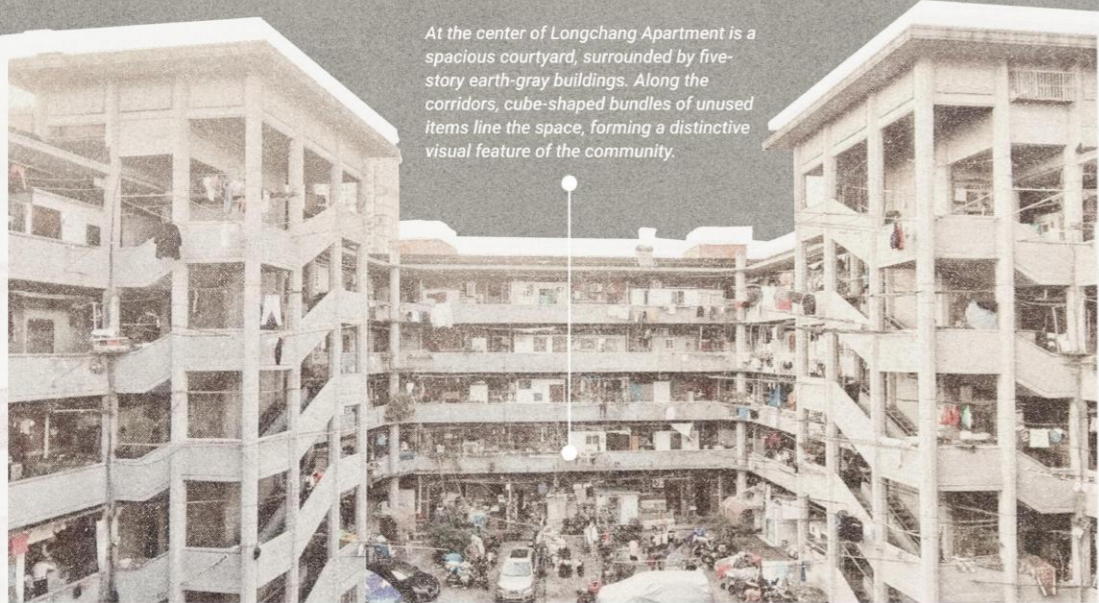 At the center of Longchang Apartment is a
spacious courtyard, surrounded by five-
story earth-gray buildings. Along the
corridors, cube-shaped bundles of unused
items line the space, forming a distinctive
visual feature of the community.